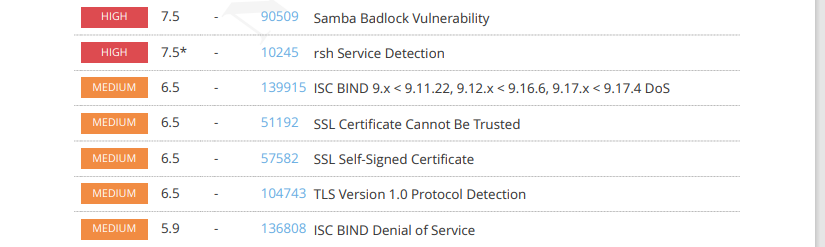 HIGH 7.5 - 90509 Samba Badlock Vulnerability
HIGH 7.5* - 10245 rsh Service Detection
MEDIUM 6.5 - 139915 ISC BIND 9.x < 9.11.22, 9.12.x < 9.16.6, 9.17.x < 9.17.4 DoS
MEDIUM 6.5 - 51192 SSL Certificate Cannot Be Trusted
MEDIUM 6.5 - 57582 SSL Self-Signed Certificate
MEDIUM 6.5 - 104743 TLS Version 1.0 Protocol Detection
MEDIUM 5.9 - 136808 ISC BIND Denial of Service